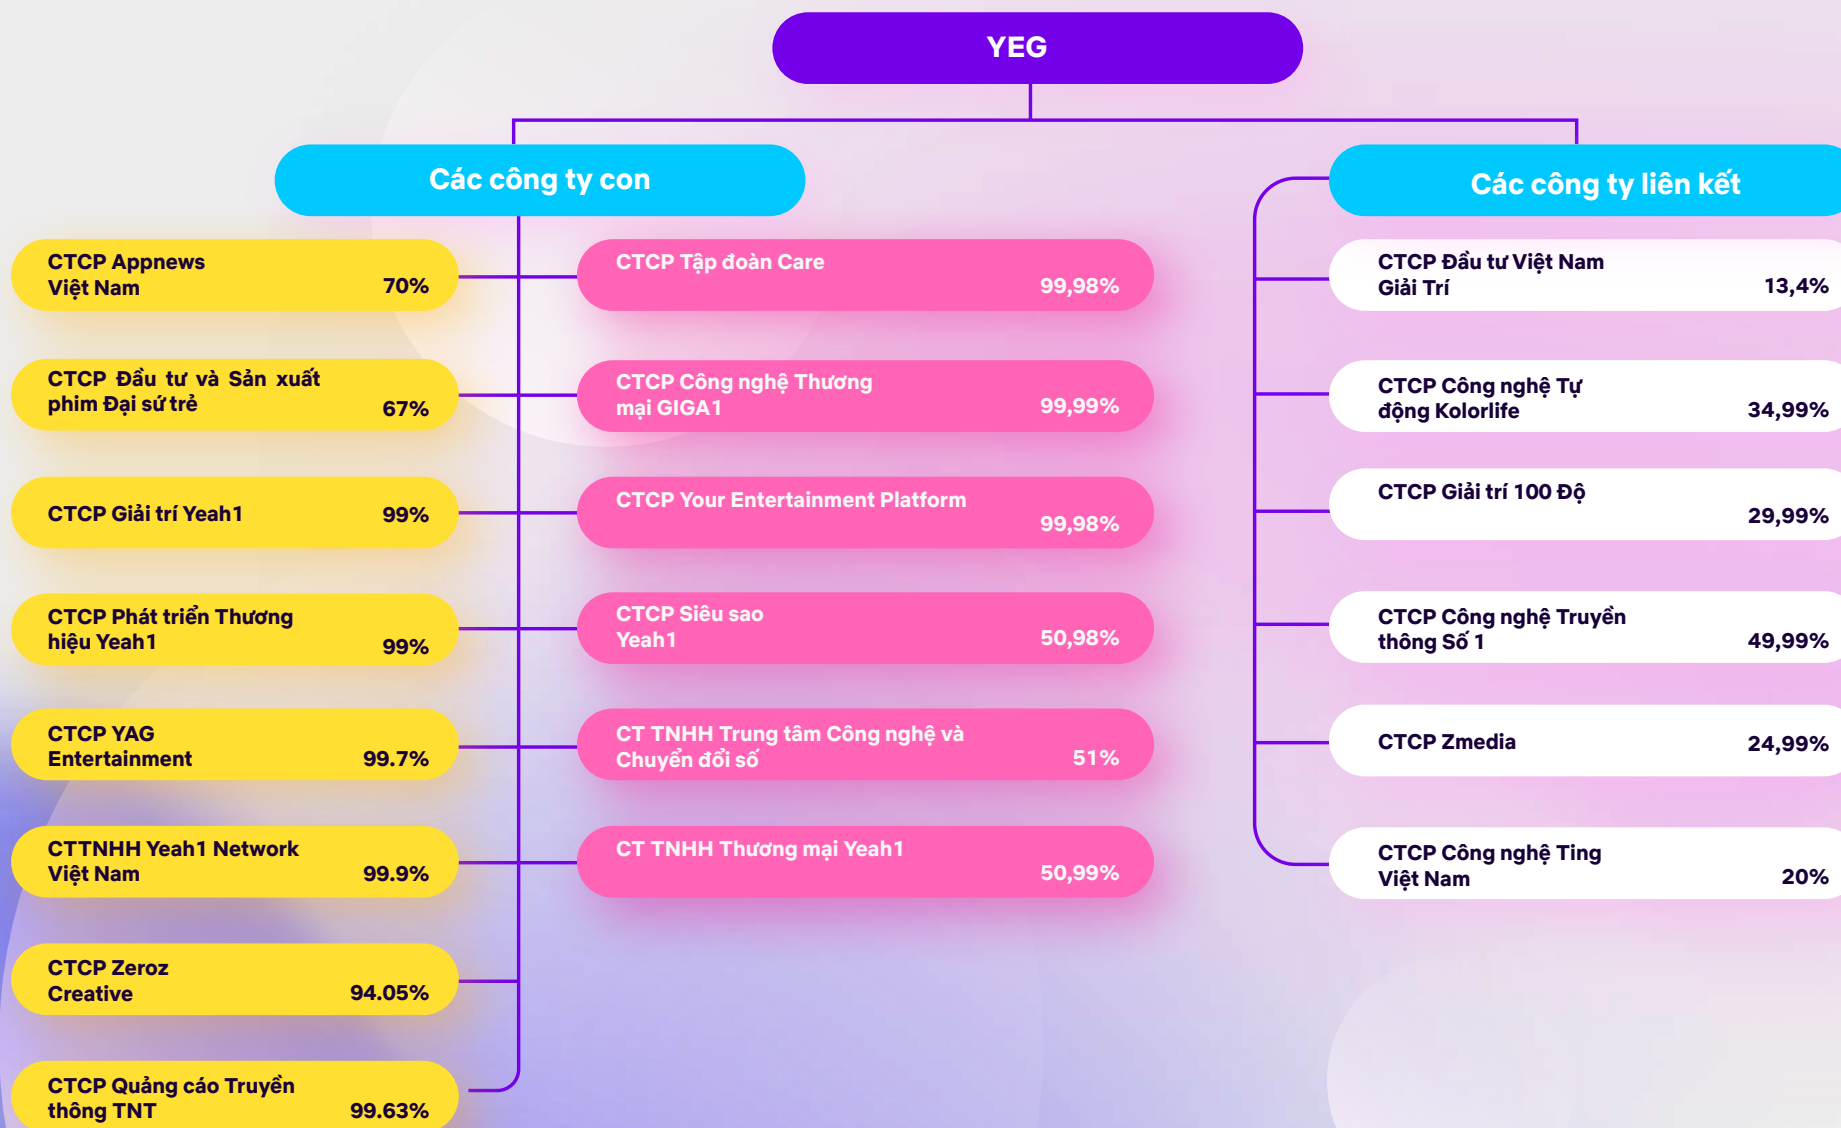 YEG
Các công ty con
CTCP Appnews
Việt Nam
70%
CTCP Đầu tư và Sản xuất
phim Đại sứ trẻ
67%
CTCP Giải trí Yeah1
99%
CTCP Phát triển Thương
hiệu Yeah1
99%
CTCP YAG
Entertainment
99.7%
CTTNHH Yeah1 Network
Việt Nam
99.9%
CTCP Zeroz
Creative
94.05%
CTCP Quảng cáo Truyền
thông TNT
99.63%
CTCP Tập đoàn Care
99,98%
CTCP Công nghệ Thương
mại GIGA1
99,99%
CTCP Your Entertainment Platform
99,98%
CTCP Siêu sao
Yeah1
50,98%
CT TNHH Trung tâm Công nghệ và
Chuyển đổi số
51%
CT TNHH Thương mại Yeah1
50,99%
Các công ty liên kết
CTCP Đầu tư Việt Nam
Giải Trí
13,4%
CTCP Công nghệ Tự
động Kolorlife
34,99%
CTCP Giải trí 100 Độ
29,99%
CTCP Công nghệ Truyền
thông Số 1
49,99%
CTCP Zmedia
24,99%
CTCP Công nghệ Ting
Việt Nam
20%